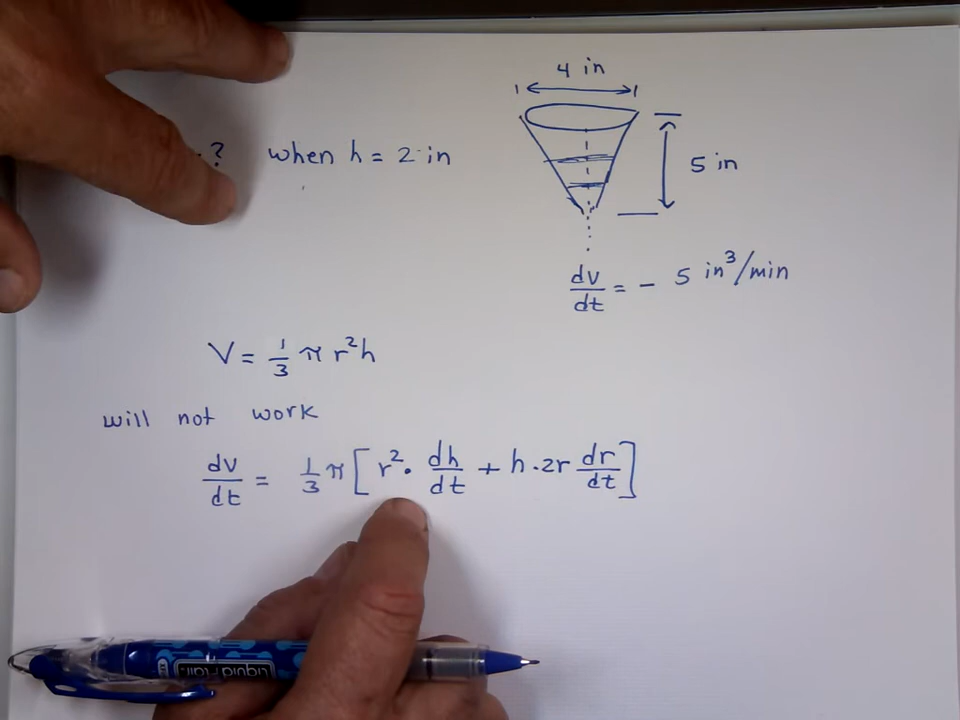 4 in
? when h = 2 in
5 in
dv/dt = - 5 in³/min
V = 1/3 π r²h
will not work
dv/dt = 1/3 π [ r² · dh/dt + h · 2r dr/dt ]
Liquid Flair